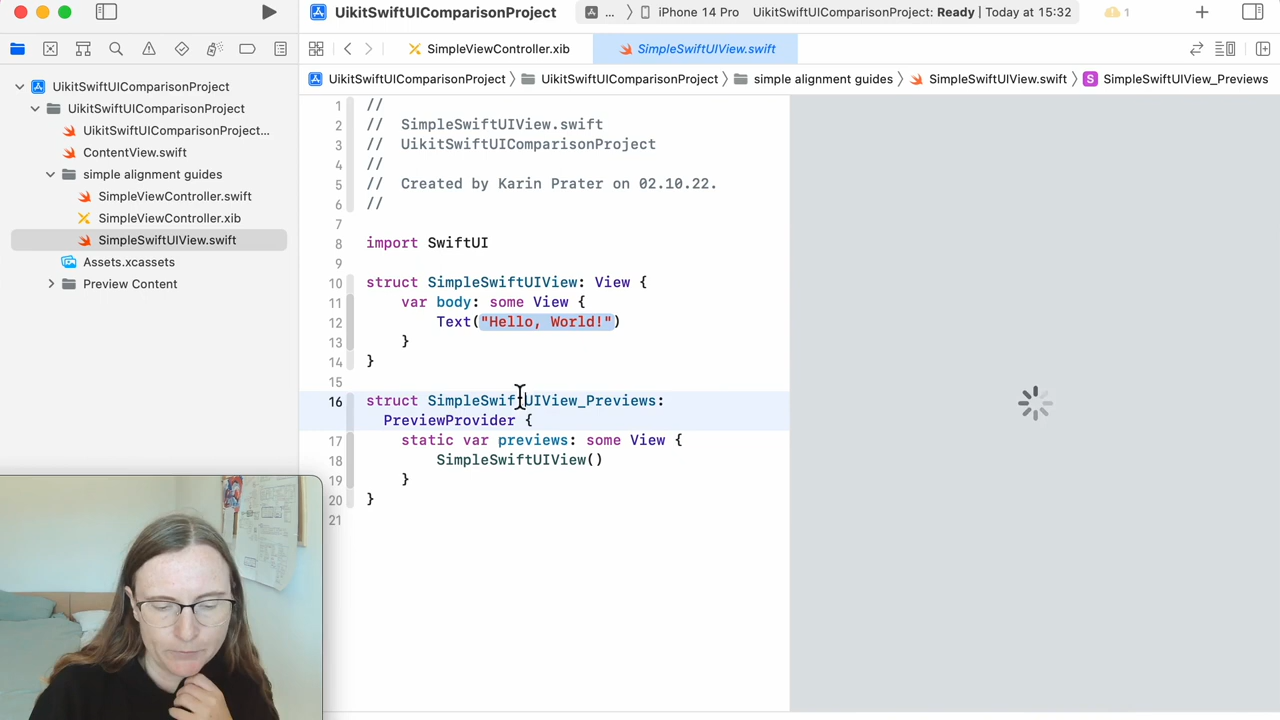 UikitSwiftUIComparisonProject
... 〉 iPhone 14 Pro
UikitSwiftUIComparisonProject: Ready | Today at 15:32
1
SimpleViewController.xib
SimpleSwiftUIView.swift
UikitSwiftUIComparisonProject 〉 UikitSwiftUIComparisonProject 〉 simple alignment guides 〉 SimpleSwiftUIView.swift 〉 S SimpleSwiftUIView_Previews
UikitSwiftUIComparisonProject
UikitSwiftUIComparisonProject
UikitSwiftUIComparisonProject...
ContentView.swift
simple alignment guides
SimpleViewController.swift
SimpleViewController.xib
SimpleSwiftUIView.swift
Assets.xcassets
Preview Content
1 //
2 //  SimpleSwiftUIView.swift
3 //  UikitSwiftUIComparisonProject
4 //
5 //  Created by Karin Prater on 02.10.22.
6 //
7
8 import SwiftUI
9
10 struct SimpleSwiftUIView: View {
11     var body: some View {
12         Text("Hello, World!")
13     }
14 }
15
16 struct SimpleSwiftUIView_Previews:
PreviewProvider {
17     static var previews: some View {
18         SimpleSwiftUIView()
19     }
20 }
21